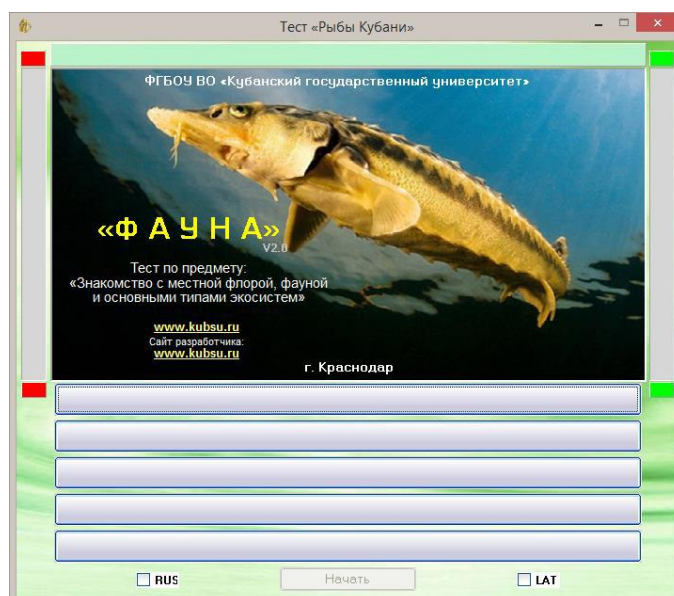 Тест «Рыбы Кубани»
ФГБОУ ВО «Кубанский государственный университет»
«Ф А У Н А»
V2.0
Тест по предмету:
«Знакомство с местной флорой, фауной
и основными типами экосистем»
www.kubsu.ru
Сайт разработчика:
www.kubsu.ru
г. Краснодар
RUS
Начать
LAT